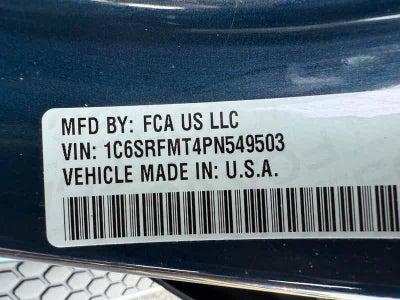 MFD BY: FCA US LLC
VIN: 1C6SRFMT4PN549503
VEHICLE MADE IN: U.S.A.